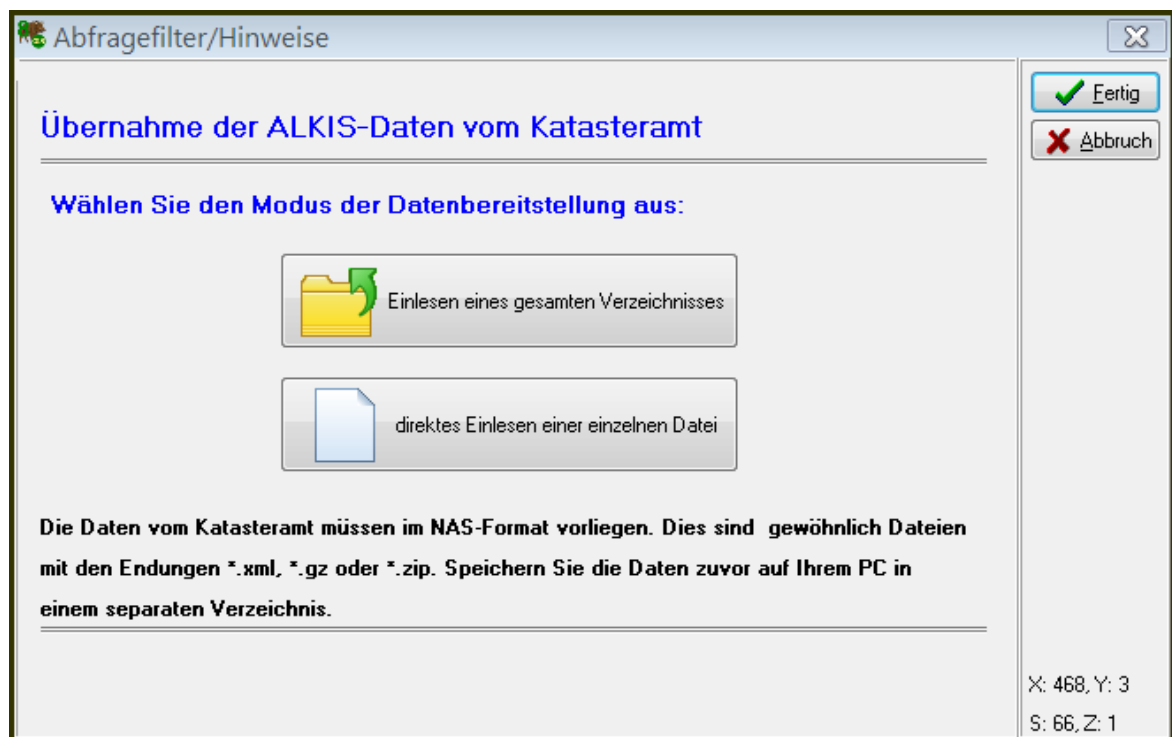 Abfragefilter/Hinweise
Übernahme der ALKIS-Daten vom Katasteramt
Wählen Sie den Modus der Datenbereitstellung aus:
Einlesen eines gesamten Verzeichnisses
direktes Einlesen einer einzelnen Datei
Die Daten vom Katasteramt müssen im NAS-Format vorliegen. Dies sind gewöhnlich Dateien
mit den Endungen *.xml, *.gz oder *.zip. Speichern Sie die Daten zuvor auf Ihrem PC in
einem separaten Verzeichnis.
Fertig
Abbruch
X: 468, Y: 3
S: 66, Z: 1